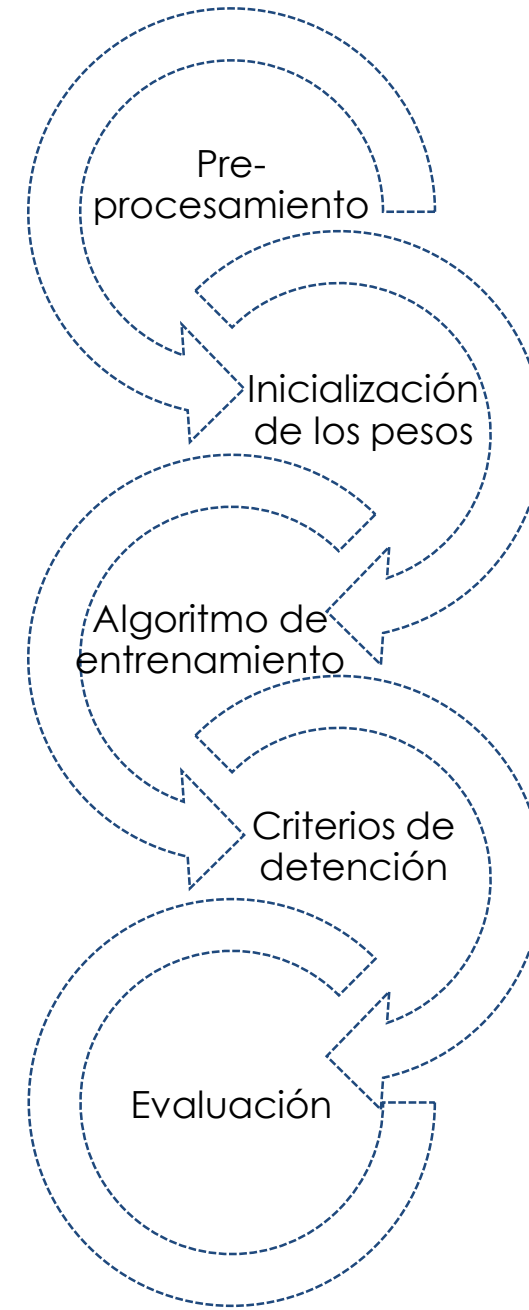 Pre-
procesamiento
Inicialización
de los pesos
Algoritmo de
entrenamiento
Criterios de
detención
Evaluación